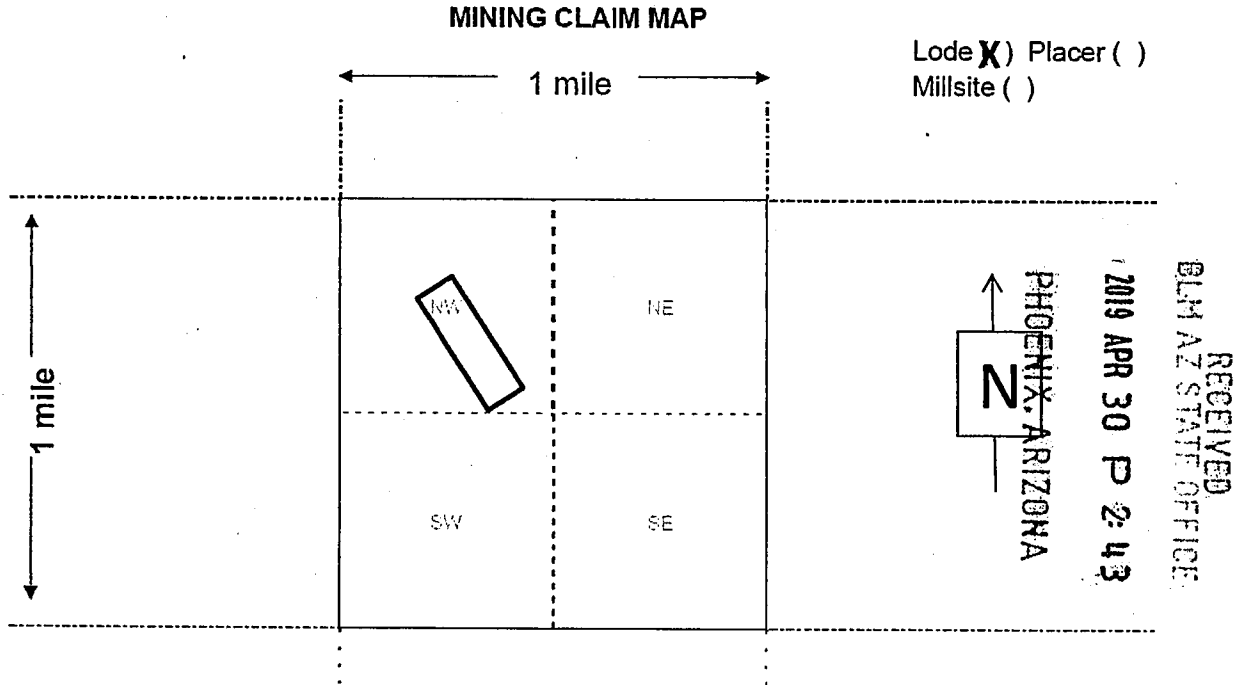 MINING CLAIM MAP
Lode (X) Placer ( )
Millsite ( )
1 mile
1 mile
NW
NE
SW
SE
N
RECEIVED
BLM AZ STATE OFFICE
2019 APR 30 P 2:43
PHOENIX, ARIZONA